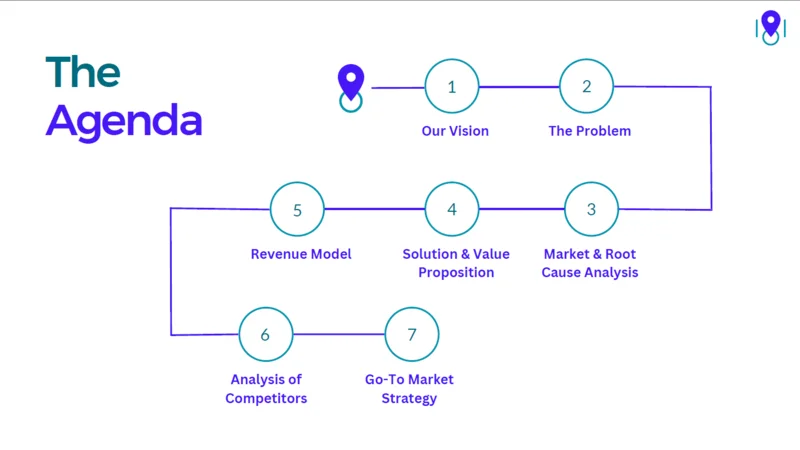 The
Agenda
1
2
Our Vision
The Problem
5
4
3
Revenue Model
Solution & Value
Proposition
Market & Root
Cause Analysis
6
7
Analysis of
Competitors
Go-To Market
Strategy